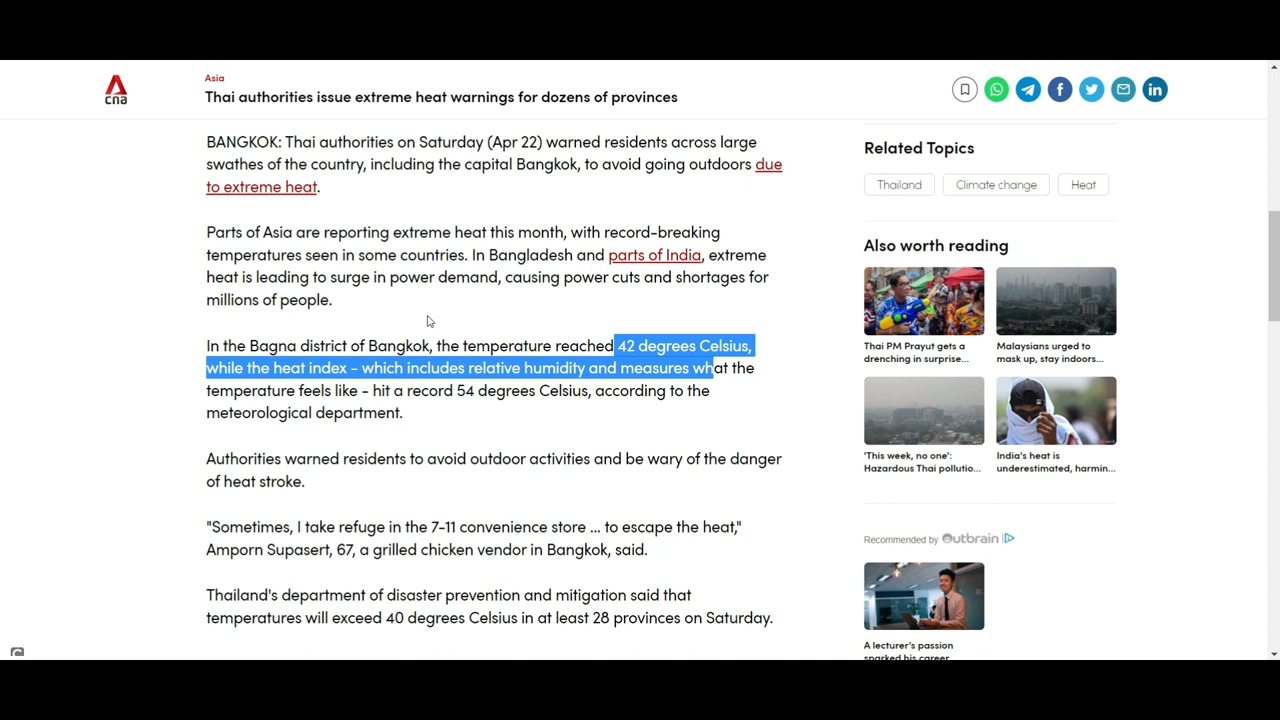 cna
Asia
Thai authorities issue extreme heat warnings for dozens of provinces
BANGKOK: Thai authorities on Saturday (Apr 22) warned residents across large
swathes of the country, including the capital Bangkok, to avoid going outdoors due
to extreme heat.
Parts of Asia are reporting extreme heat this month, with record-breaking
temperatures seen in some countries. In Bangladesh and parts of India, extreme
heat is leading to surge in power demand, causing power cuts and shortages for
millions of people.
In the Bagna district of Bangkok, the temperature reached 42 degrees Celsius,
while the heat index - which includes relative humidity and measures what the
temperature feels like - hit a record 54 degrees Celsius, according to the
meteorological department.
Authorities warned residents to avoid outdoor activities and be wary of the danger
of heat stroke.
"Sometimes, I take refuge in the 7-11 convenience store ... to escape the heat,"
Amporn Supasert, 67, a grilled chicken vendor in Bangkok, said.
Thailand's department of disaster prevention and mitigation said that
temperatures will exceed 40 degrees Celsius in at least 28 provinces on Saturday.
Related Topics
Thailand
Climate change
Heat
Also worth reading
Thai PM Prayut gets a
drenching in surprise...
Malaysians urged to
mask up, stay indoors...
'This week, no one':
Hazardous Thai pollutio...
India's heat is
underestimated, harmin...
Recommended by Outbrain
A lecturer's passion
sparked his career